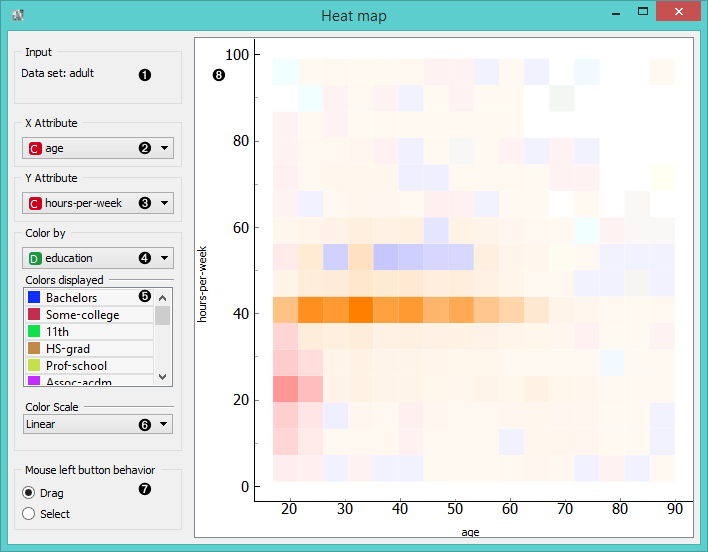 Heat map
Input
Data set: adult
1
X Attribute
C age
2
Y Attribute
C hours-per-week
3
Color by
D education
4
Colors displayed
Bachelors
5
Some-college
11th
HS-grad
Prof-school
Assoc-acdm
Color Scale
Linear
6
Mouse left button behavior
Drag
7
Select
8
100
80
60
40
20
0
hours-per-week
20 30 40 50 60 70 80 90
age